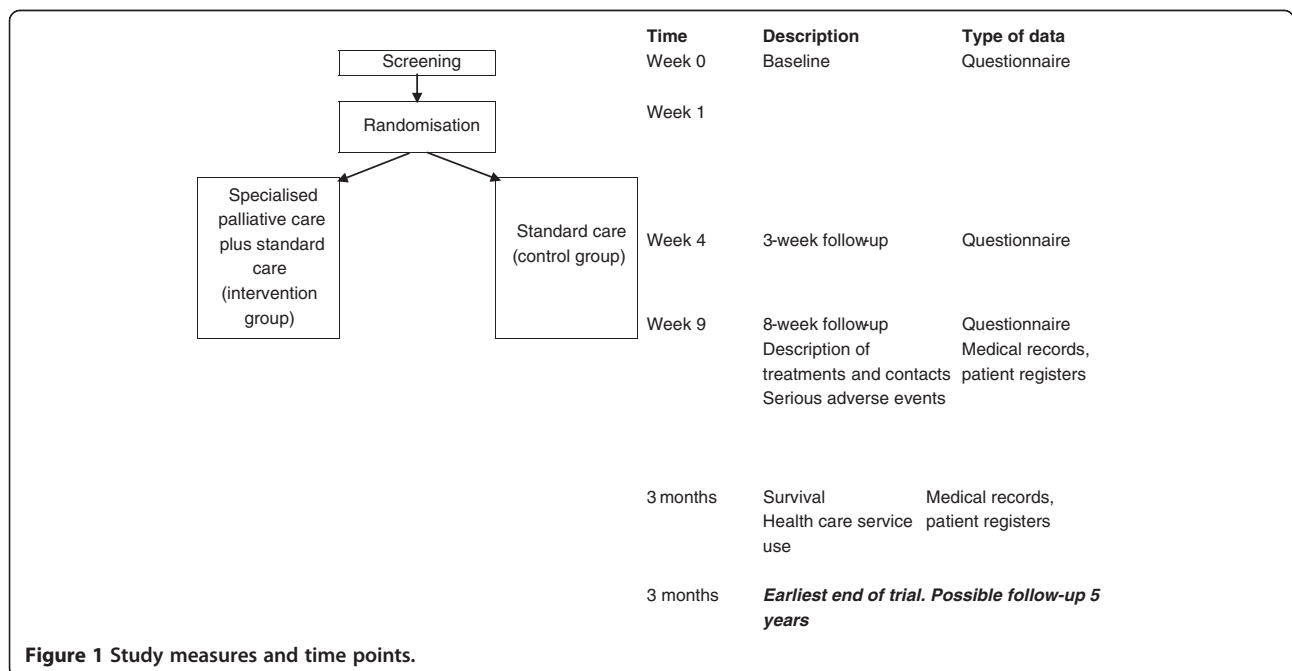 Time Description Type of data
Screening Week 0 Baseline Questionnaire
Randomisation Week 1
Specialised
palliative care
plus standard
care
(intervention
group)
Standard care
(control group)
Week 4 3-week follow-up Questionnaire
Week 9 8-week follow-up Questionnaire
Description of Medical records,
treatments and contacts patient registers
Serious adverse events
3 months Survival Medical records,
Health care service patient registers
use
3 months Earliest end of trial. Possible follow-up 5
years
Figure 1 Study measures and time points.